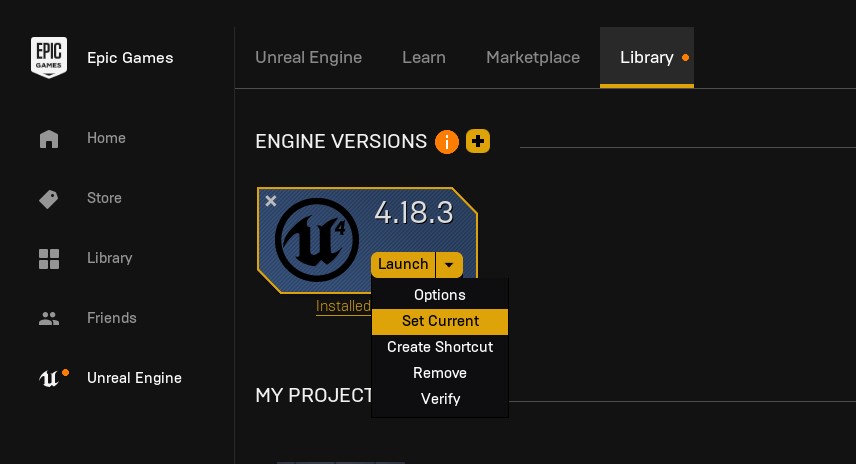 EPIC GAMES
Epic Games
Unreal Engine
Learn
Marketplace
Library
Home
Store
Library
Friends
Unreal Engine
ENGINE VERSIONS
4.18.3
4
Launch
Installed
Options
Set Current
Create Shortcut
Remove
Verify
MY PROJECT